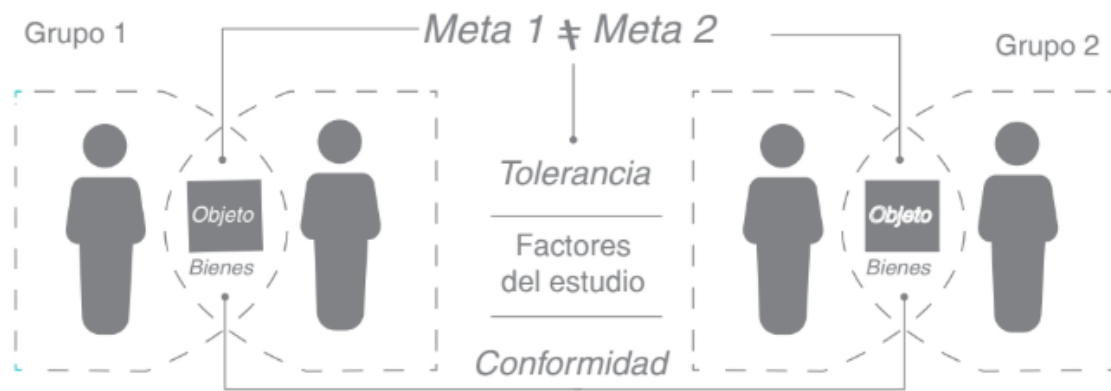 Grupo 1
Meta 1 ≠ Meta 2
Grupo 2
Objeto
Bienes
Tolerancia
Factores
del estudio
Conformidad
Objeto
Bienes